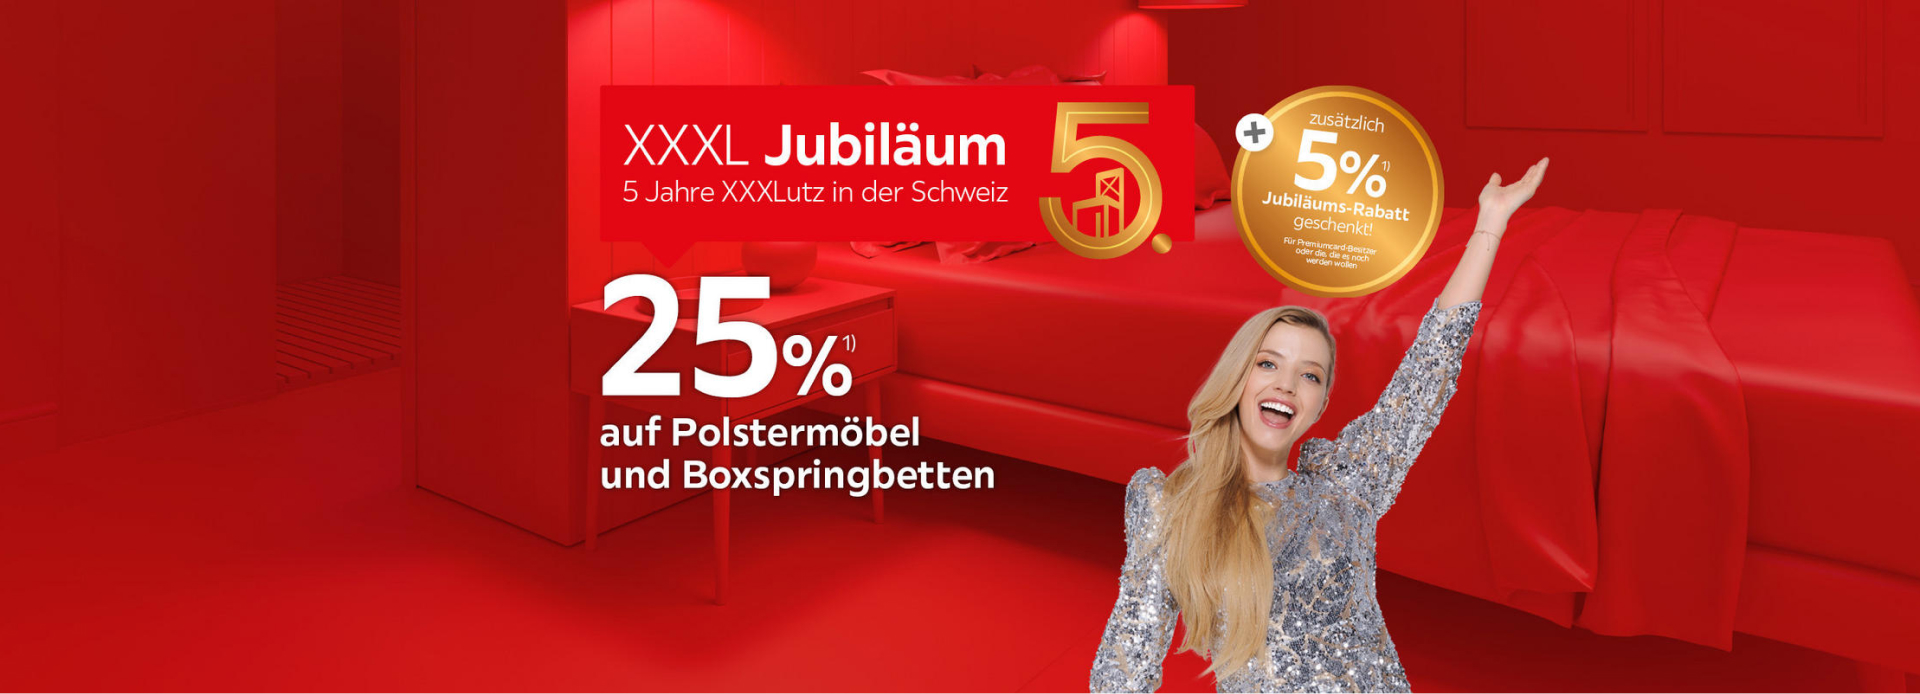 XXXL Jubiläum
5 Jahre XXXLutz in der Schweiz
5.
+
zusätzlich
5%¹⁾
Jubiläums-Rabatt
geschenkt!
Für Premiumcard-Besitzer
oder die, die es noch
werden wollen
25%¹⁾
auf Polstermöbel
und Boxspringbetten